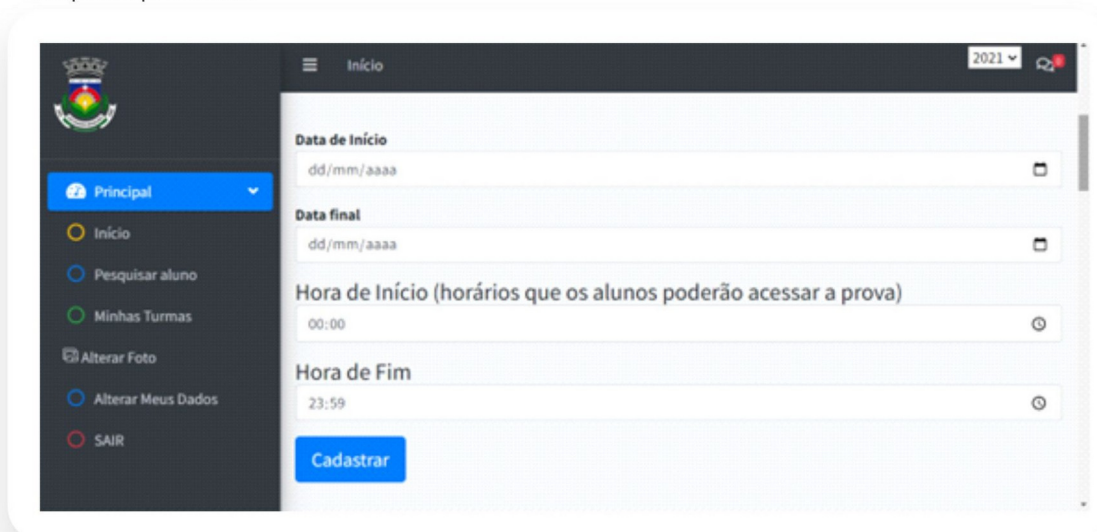 Início
2021
Principal
Início
Pesquisar aluno
Minhas Turmas
Alterar Foto
Alterar Meus Dados
SAIR
Data de Início
dd/mm/aaaa
Data final
dd/mm/aaaa
Hora de Início (horários que os alunos poderão acessar a prova)
00:00
Hora de Fim
23:59
Cadastrar